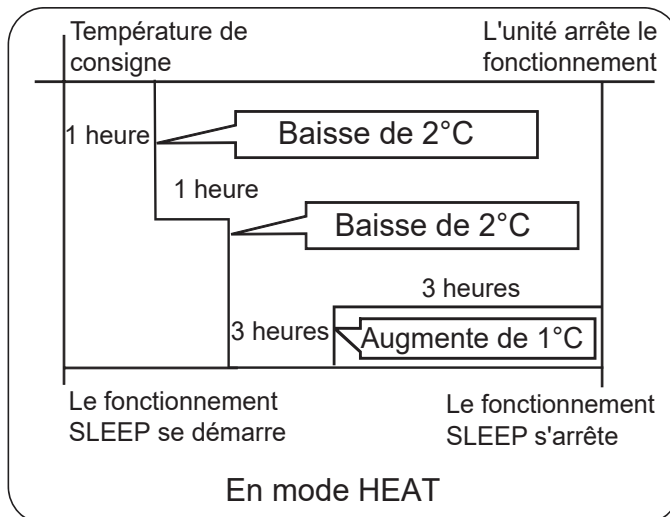 Température de
consigne
L'unité arrête le
fonctionnement
1 heure
Baisse de 2°C
1 heure
Baisse de 2°C
3 heures
3 heures
Augmente de 1°C
Le fonctionnement
SLEEP se démarre
Le fonctionnement
SLEEP s'arrête
En mode HEAT